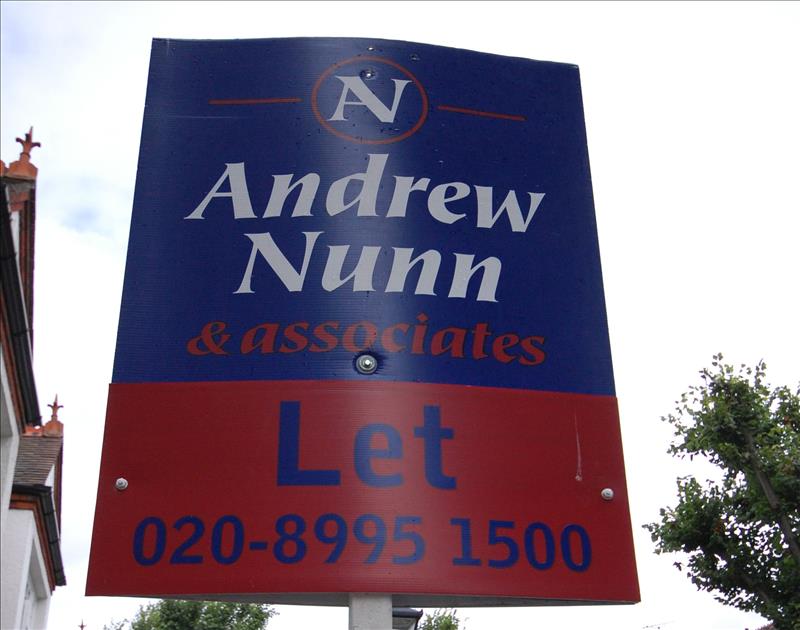 AN
Andrew
Nunn
& associates
Let
020-8995 1500